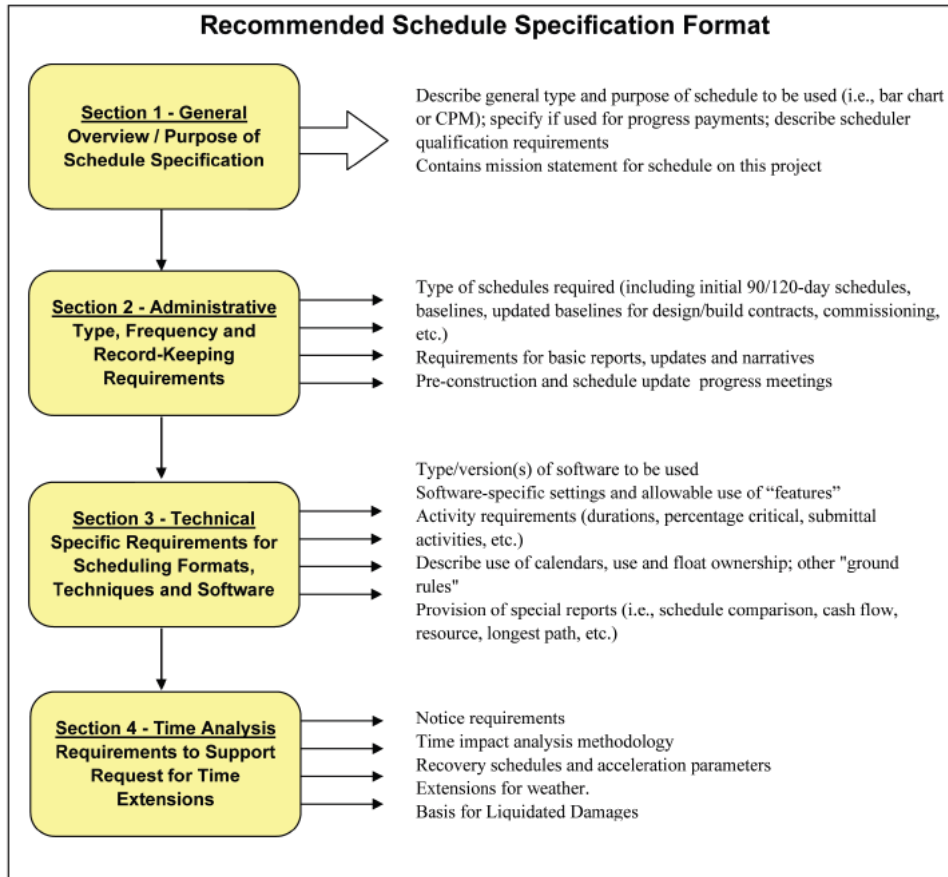 Recommended Schedule Specification Format
Section 1 - General
Overview / Purpose of
Schedule Specification
Describe general type and purpose of schedule to be used (i.e., bar chart
or CPM); specify if used for progress payments; describe scheduler
qualification requirements
Contains mission statement for schedule on this project
Section 2 - Administrative
Type, Frequency and
Record-Keeping
Requirements
Type of schedules required (including initial 90/120-day schedules,
baselines, updated baselines for design/build contracts, commissioning,
etc.)
Requirements for basic reports, updates and narratives
Pre-construction and schedule update progress meetings
Section 3 - Technical
Specific Requirements for
Scheduling Formats,
Techniques and Software
Type/version(s) of software to be used
Software-specific settings and allowable use of “features”
Activity requirements (durations, percentage critical, submittal
activities, etc.)
Describe use of calendars, use and float ownership; other "ground
rules"
Provision of special reports (i.e., schedule comparison, cash flow,
resource, longest path, etc.)
Section 4 - Time Analysis
Requirements to Support
Request for Time
Extensions
Notice requirements
Time impact analysis methodology
Recovery schedules and acceleration parameters
Extensions for weather.
Basis for Liquidated Damages